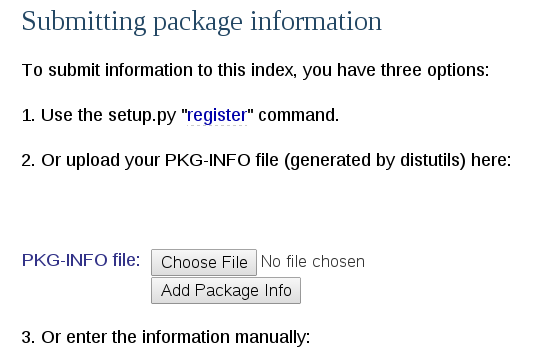 Submitting package information
To submit information to this index, you have three options:
1. Use the setup.py "register" command.
2. Or upload your PKG-INFO file (generated by distutils) here:
PKG-INFO file: Choose File No file chosen
Add Package Info
3. Or enter the information manually: